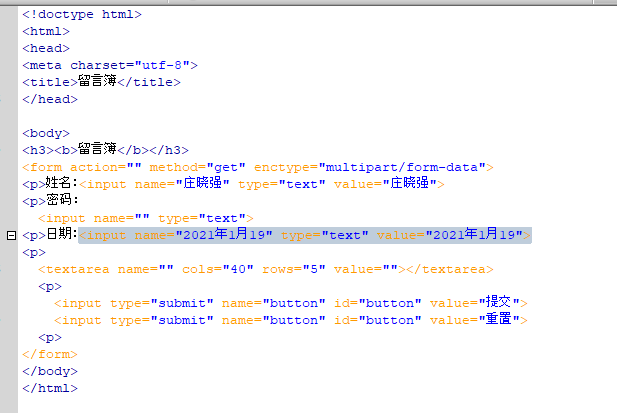 <!doctype html>
<html>
<head>
<meta charset="utf-8">
<title>留言簿</title>
</head>
<body>
<h3><b>留言簿</b></h3>
<form action="" method="get" enctype="multipart/form-data">
<p>姓名:<input name="庄晓强" type="text" value="庄晓强">
<p>密码:
<input name="" type="text">
<p>日期:<input name="2021年1月19" type="text" value="2021年1月19">
<p>
<textarea name="" cols="40" rows="5" value=""></textarea>
<p>
<input type="submit" name="button" id="button" value="提交">
<input type="submit" name="button" id="button" value="重置">
<p>
</form>
</body>
</html>